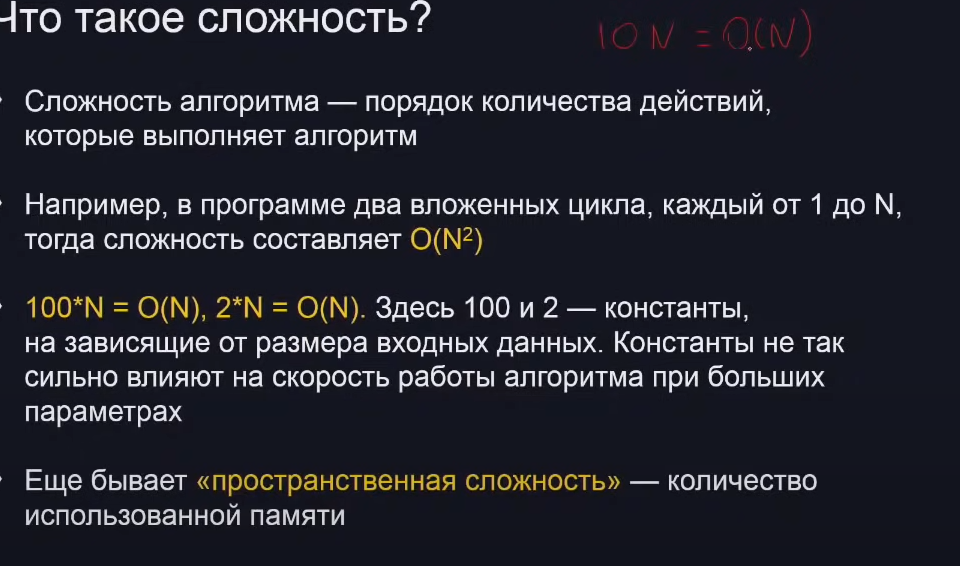 Что такое сложность?
10 N = O(N)
Сложность алгоритма — порядок количества действий,
которые выполняет алгоритм
Например, в программе два вложенных цикла, каждый от 1 до N,
тогда сложность составляет O(N²)
100*N = O(N), 2*N = O(N). Здесь 100 и 2 — константы,
на зависящие от размера входных данных. Константы не так
сильно влияют на скорость работы алгоритма при больших
параметрах
Еще бывает «пространственная сложность» — количество
использованной памяти